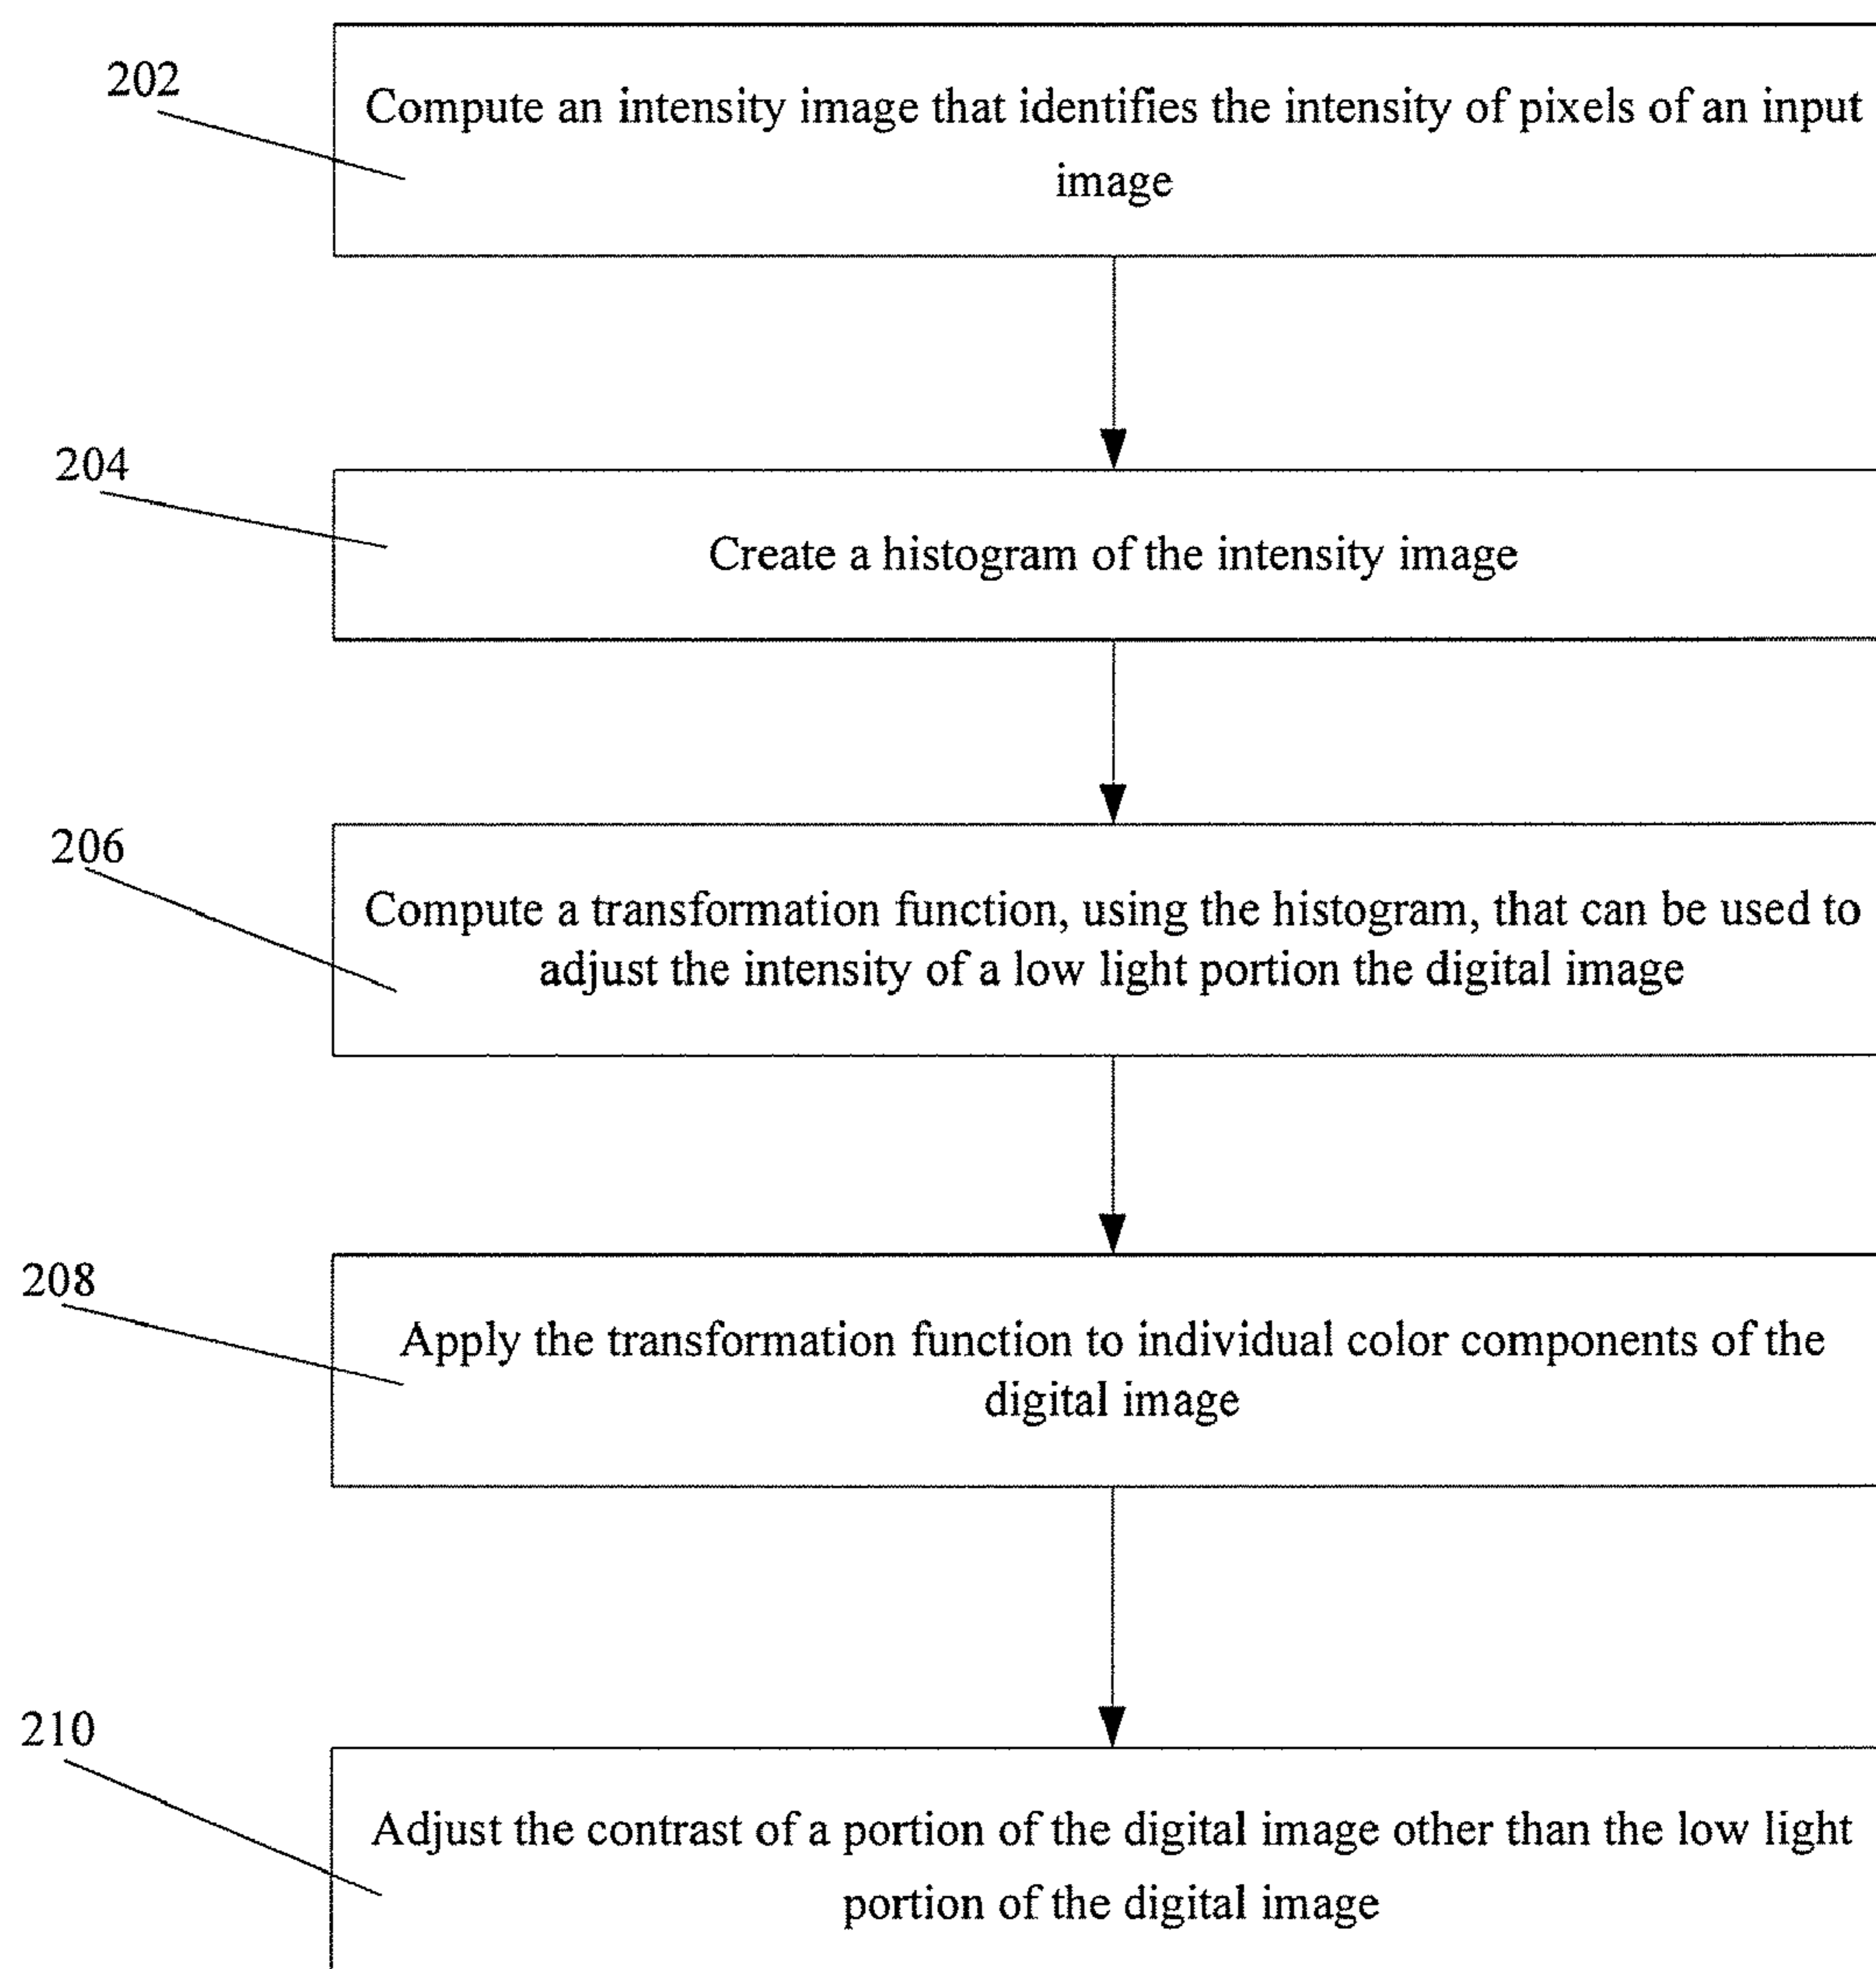 202
Compute an intensity image that identifies the intensity of pixels of an input
image
204
Create a histogram of the intensity image
206
Compute a transformation function, using the histogram, that can be used to
adjust the intensity of a low light portion the digital image
208
Apply the transformation function to individual color components of the
digital image
210
Adjust the contrast of a portion of the digital image other than the low light
portion of the digital image